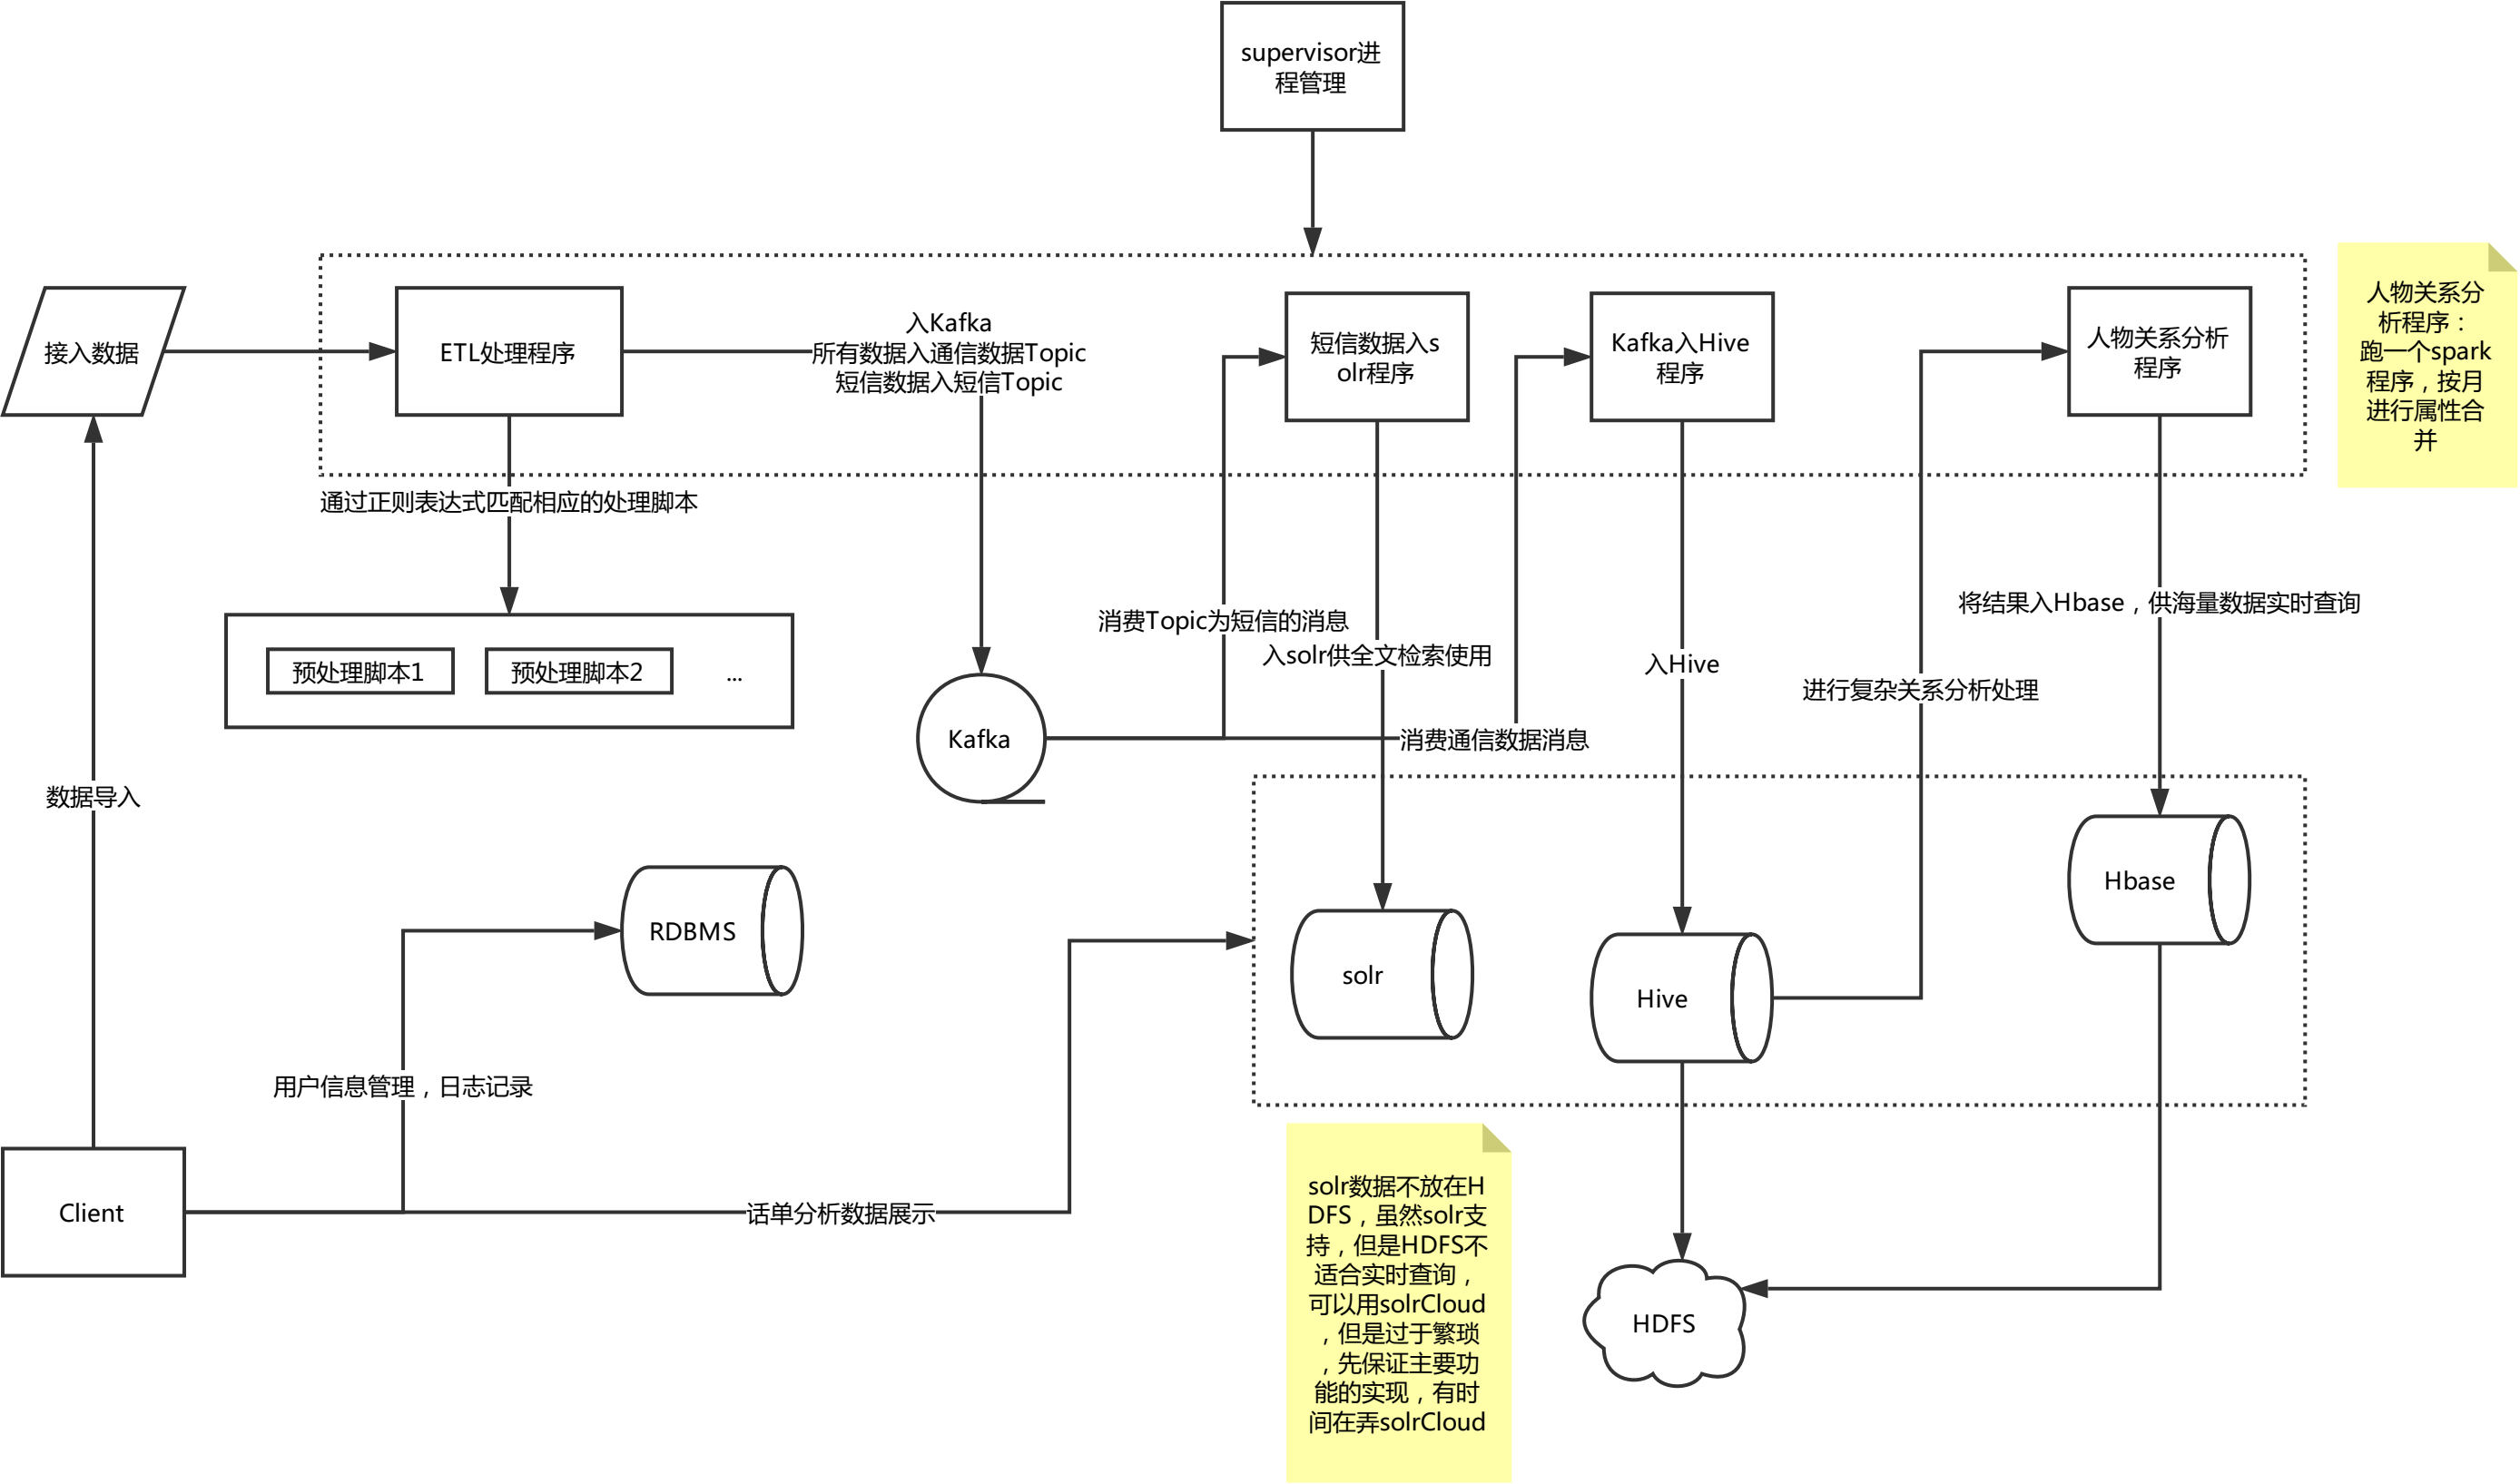 supervisor进
程管理
接入数据
ETL处理程序
入Kafka
所有数据入通信数据Topic
短信数据入短信Topic
短信数据入s
olr程序
Kafka入Hive
程序
人物关系分析
程序
人物关系分
析程序：
跑一个spark
程序，按月
进行属性合
并
通过正则表达式匹配相应的处理脚本
预处理脚本1
预处理脚本2
...
消费Topic为短信的消息
入solr供全文检索使用
入Hive
将结果入Hbase，供海量数据实时查询
进行复杂关系分析处理
Kafka
消费通信数据消息
数据导入
RDBMS
solr
Hive
Hbase
用户信息管理，日志记录
Client
话单分析数据展示
solr数据不放在H
DFS，虽然solr支
持，但是HDFS不
适合实时查询，
可以用solrCloud
，但是过于繁琐
，先保证主要功
能的实现，有时
间在弄solrCloud
HDFS